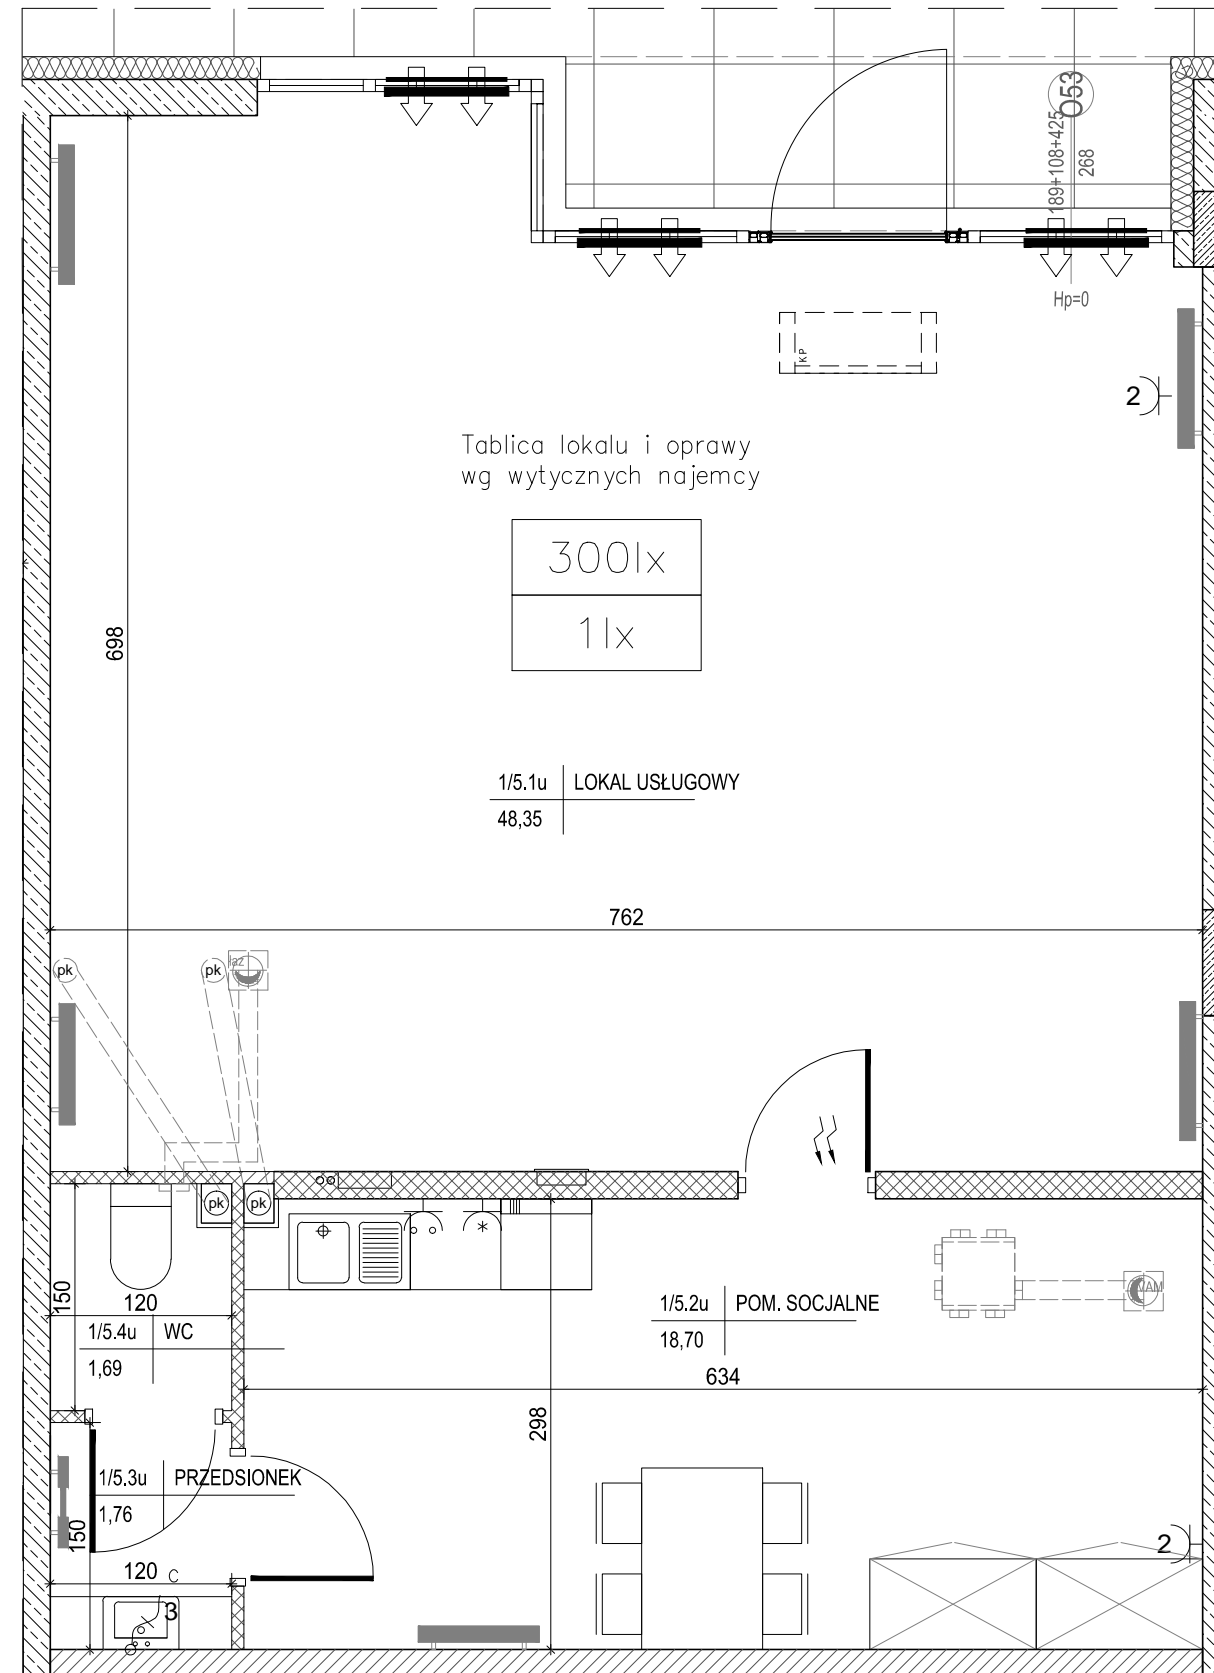 O53
189+108+425
268
Hp=0
KP
2
Tablica lokalu i oprawy
wg wytycznych najemcy
300lx
1lx
698
1/5.1u LOKAL USŁUGOWY
48,35
762
pk
pk
pk
pk
150
120
1/5.4u WC
1,69
1/5.2u POM. SOCJALNE
18,70
634
298
1/5.3u PRZEDSIONEK
1,76
150
120
C
3
2